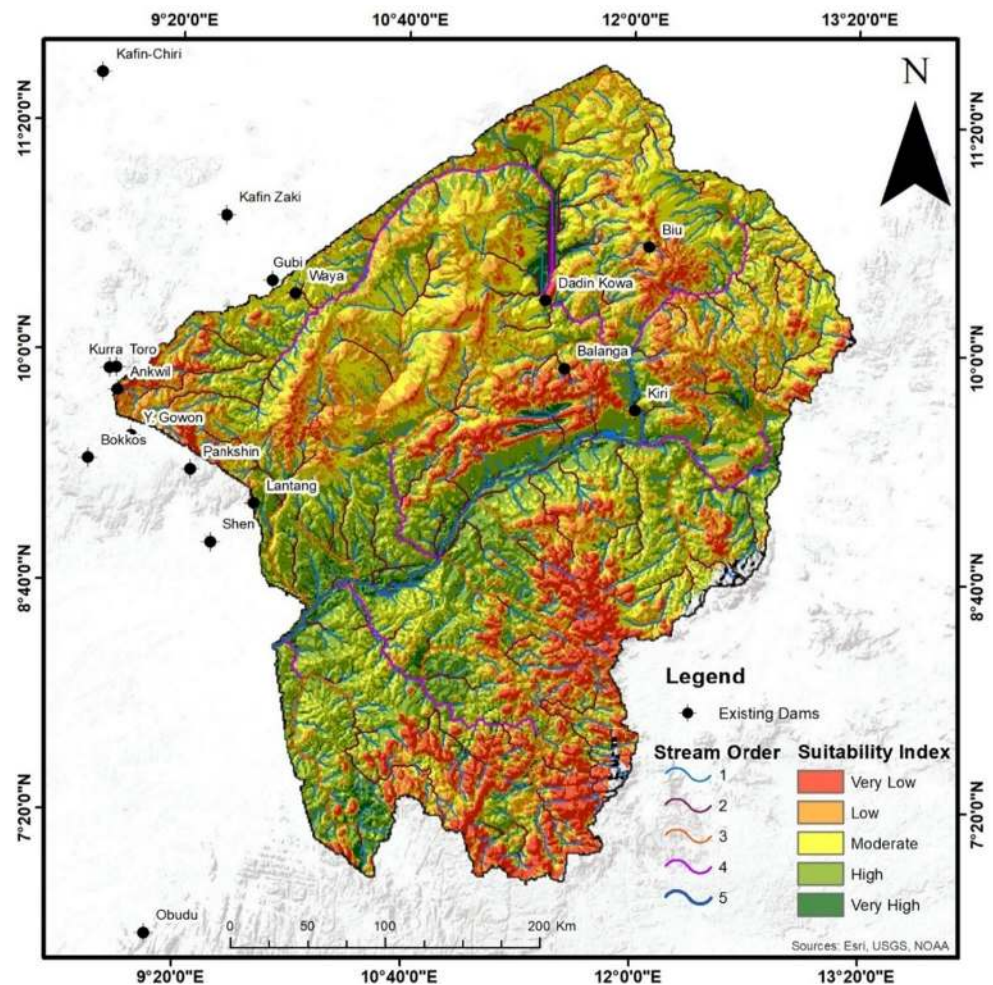 9°20'0"E 10°40'0"E 12°0'0"E 13°20'0"E
Kafin-Chiri
N
11°20'0"N
11°20'0"N
Kafin Zaki
Biu
Gubi
Waya
Dadin Kowa
10°0'0"N
10°0'0"N
Kurra Toro
Balanga
Ankwil
Kiri
Y. Gowon
Bokkos
Pankshin
Lantang
Shen
8°40'0"N
8°40'0"N
Legend
Existing Dams
Stream Order Suitability Index
1 Very Low
2 Low
3 Moderate
4 High
5 Very High
7°20'0"N
7°20'0"N
Obudu
0 50 100 200 Km
Sources: Esri, USGS, NOAA
9°20'0"E 10°40'0"E 12°0'0"E 13°20'0"E